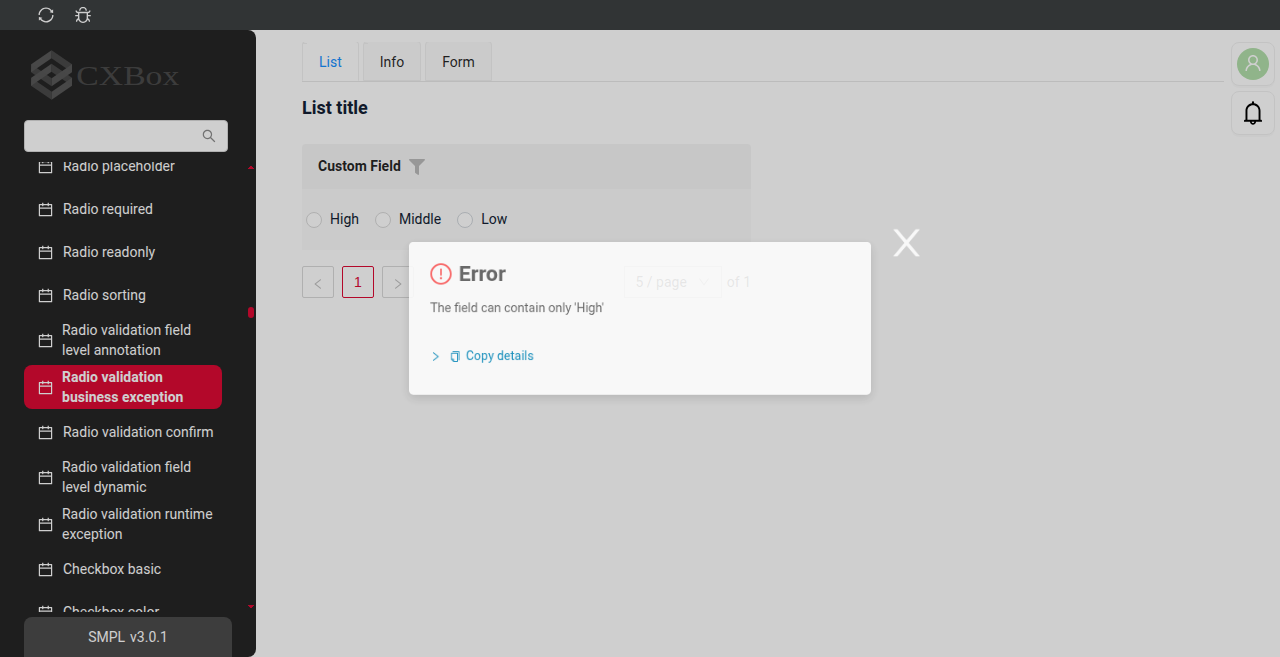 CXBox
Radio placeholder
Radio required
Radio readonly
Radio sorting
Radio validation field
level annotation
Radio validation
business exception
Radio validation confirm
Radio validation field
level dynamic
Radio validation runtime
exception
Checkbox basic
Checkbox color
SMPL v3.0.1
List
Info
Form
List title
Custom Field
High
Middle
Low
< 1 > 5 / page of 1
Error
The field can contain only 'High'
Copy details